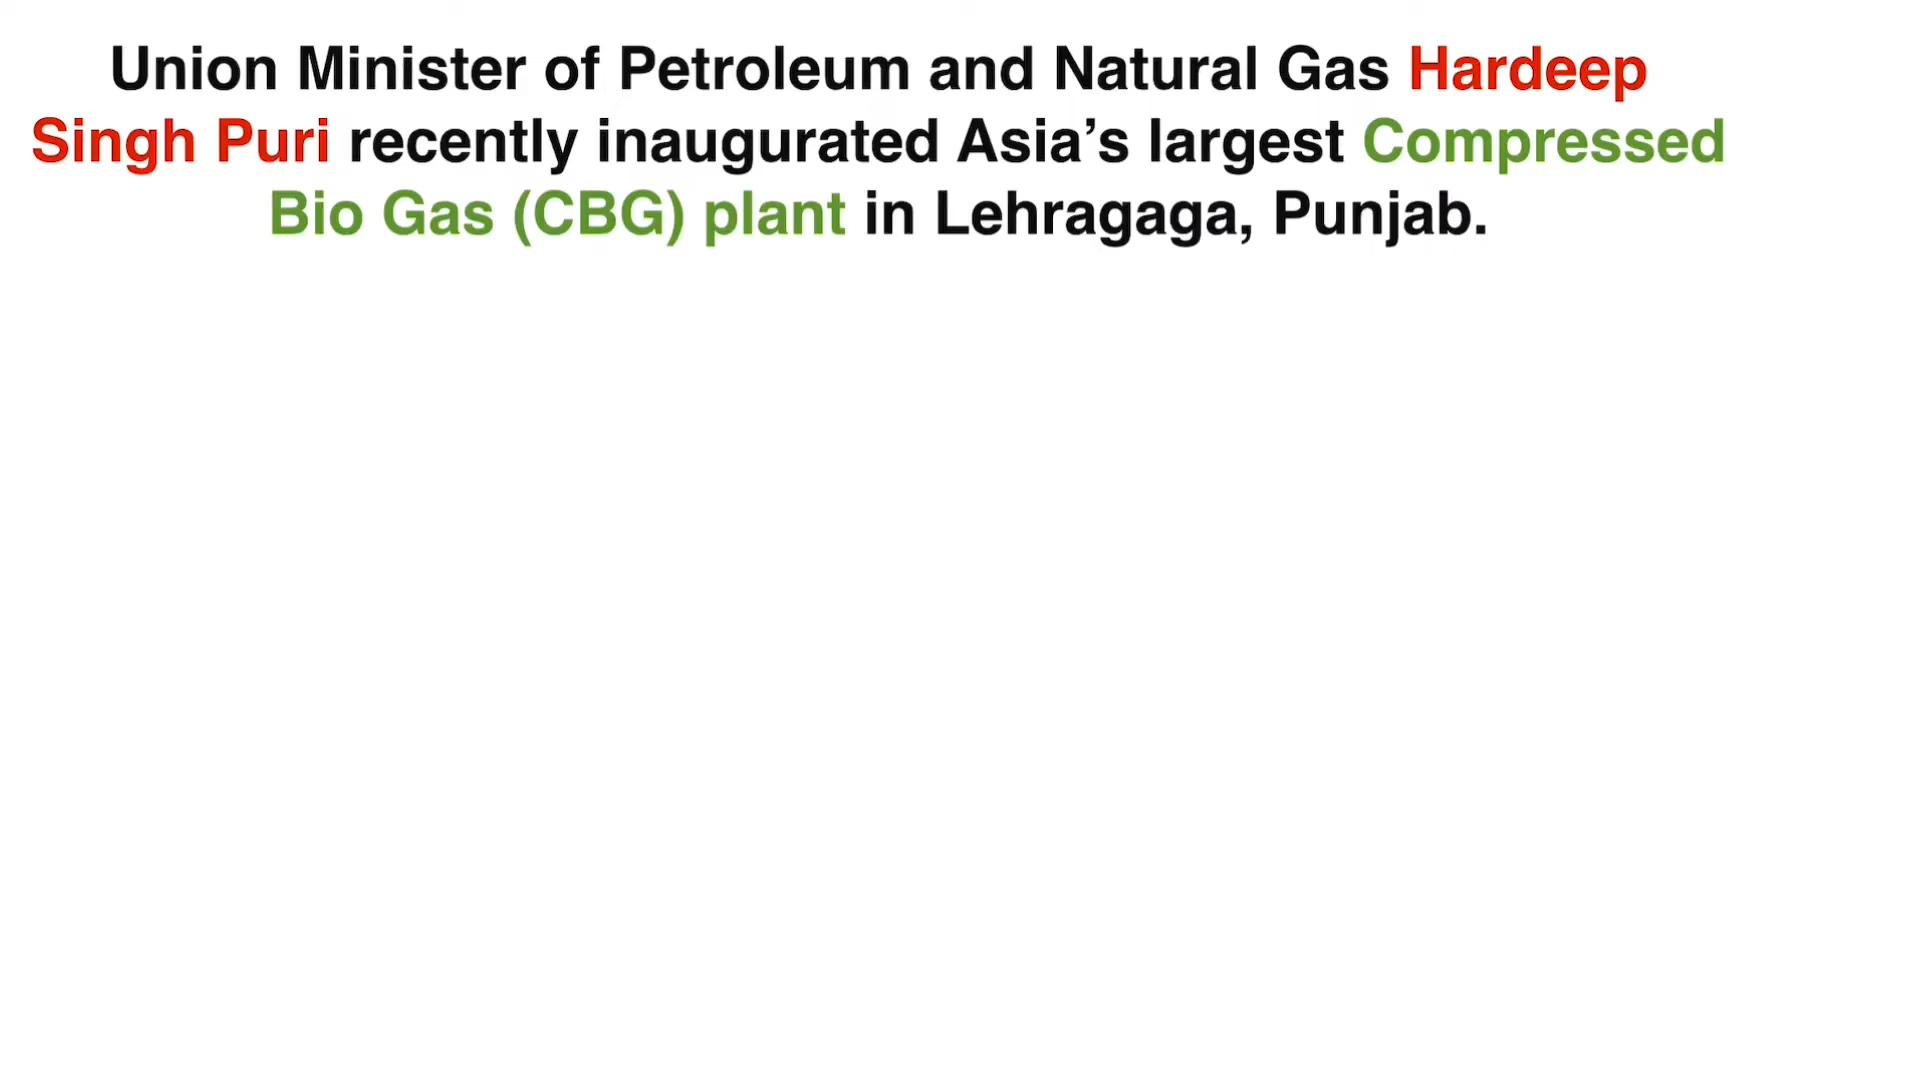 Union Minister of Petroleum and Natural Gas Hardeep
Singh Puri recently inaugurated Asia’s largest Compressed
Bio Gas (CBG) plant in Lehragaga, Punjab.